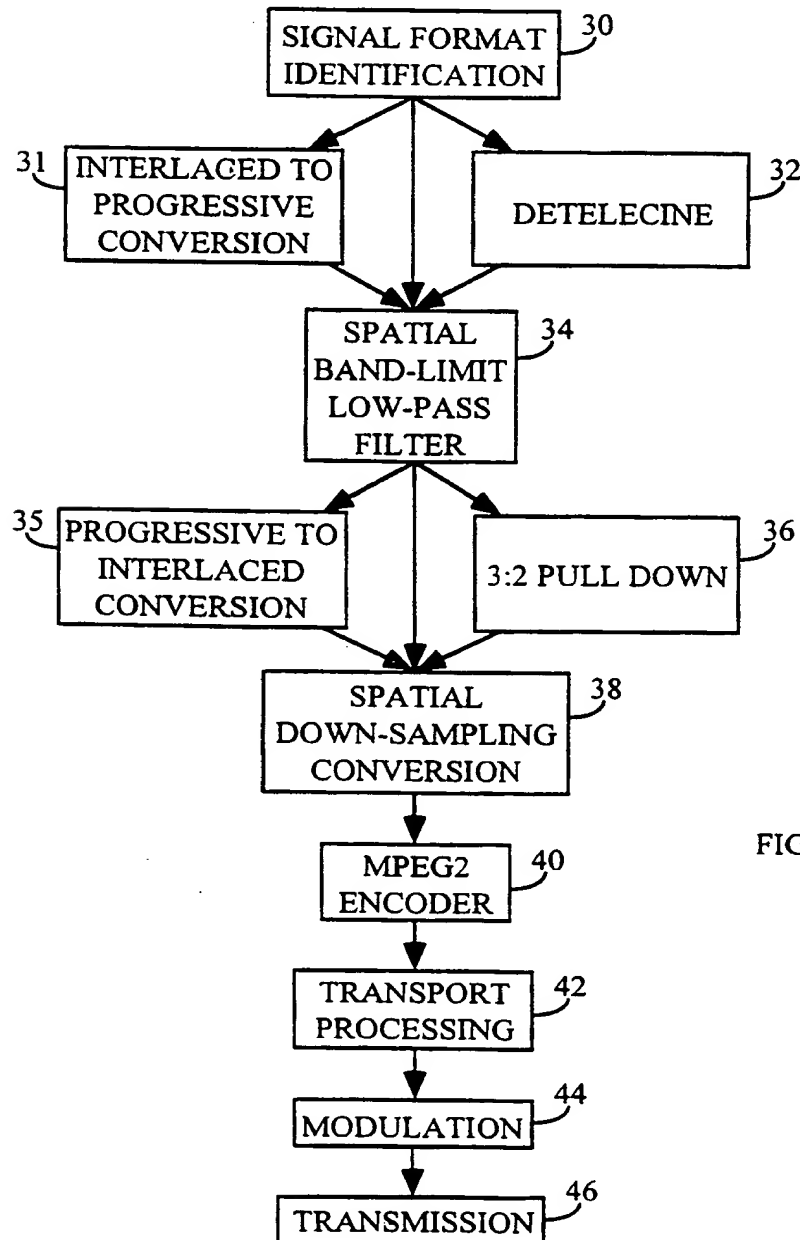 SIGNAL FORMAT
IDENTIFICATION
30
31
INTERLACED TO
PROGRESSIVE
CONVERSION
DETELECINE
32
SPATIAL
BAND-LIMIT
LOW-PASS
FILTER
34
35
PROGRESSIVE TO
INTERLACED
CONVERSION
3:2 PULL DOWN
36
SPATIAL
DOWN-SAMPLING
CONVERSION
38
FIG
MPEG2
ENCODER
40
TRANSPORT
PROCESSING
42
MODULATION
44
TRANSMISSION
46